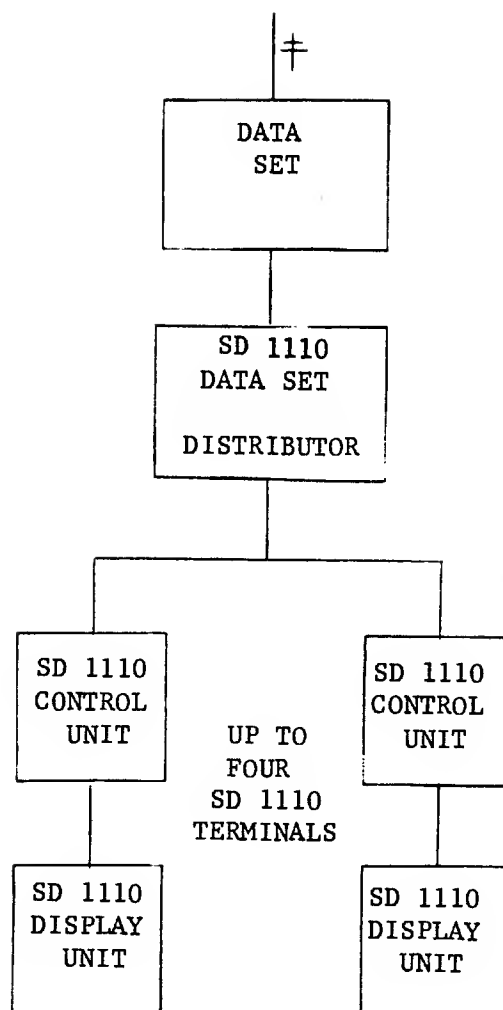 DATA
SET
SD 1110
DATA SET
DISTRIBUTOR
SD 1110
CONTROL
UNIT
SD 1110
CONTROL
UNIT
UP TO
FOUR
SD 1110
TERMINALS
SD 1110
DISPLAY
UNIT
SD 1110
DISPLAY
UNIT